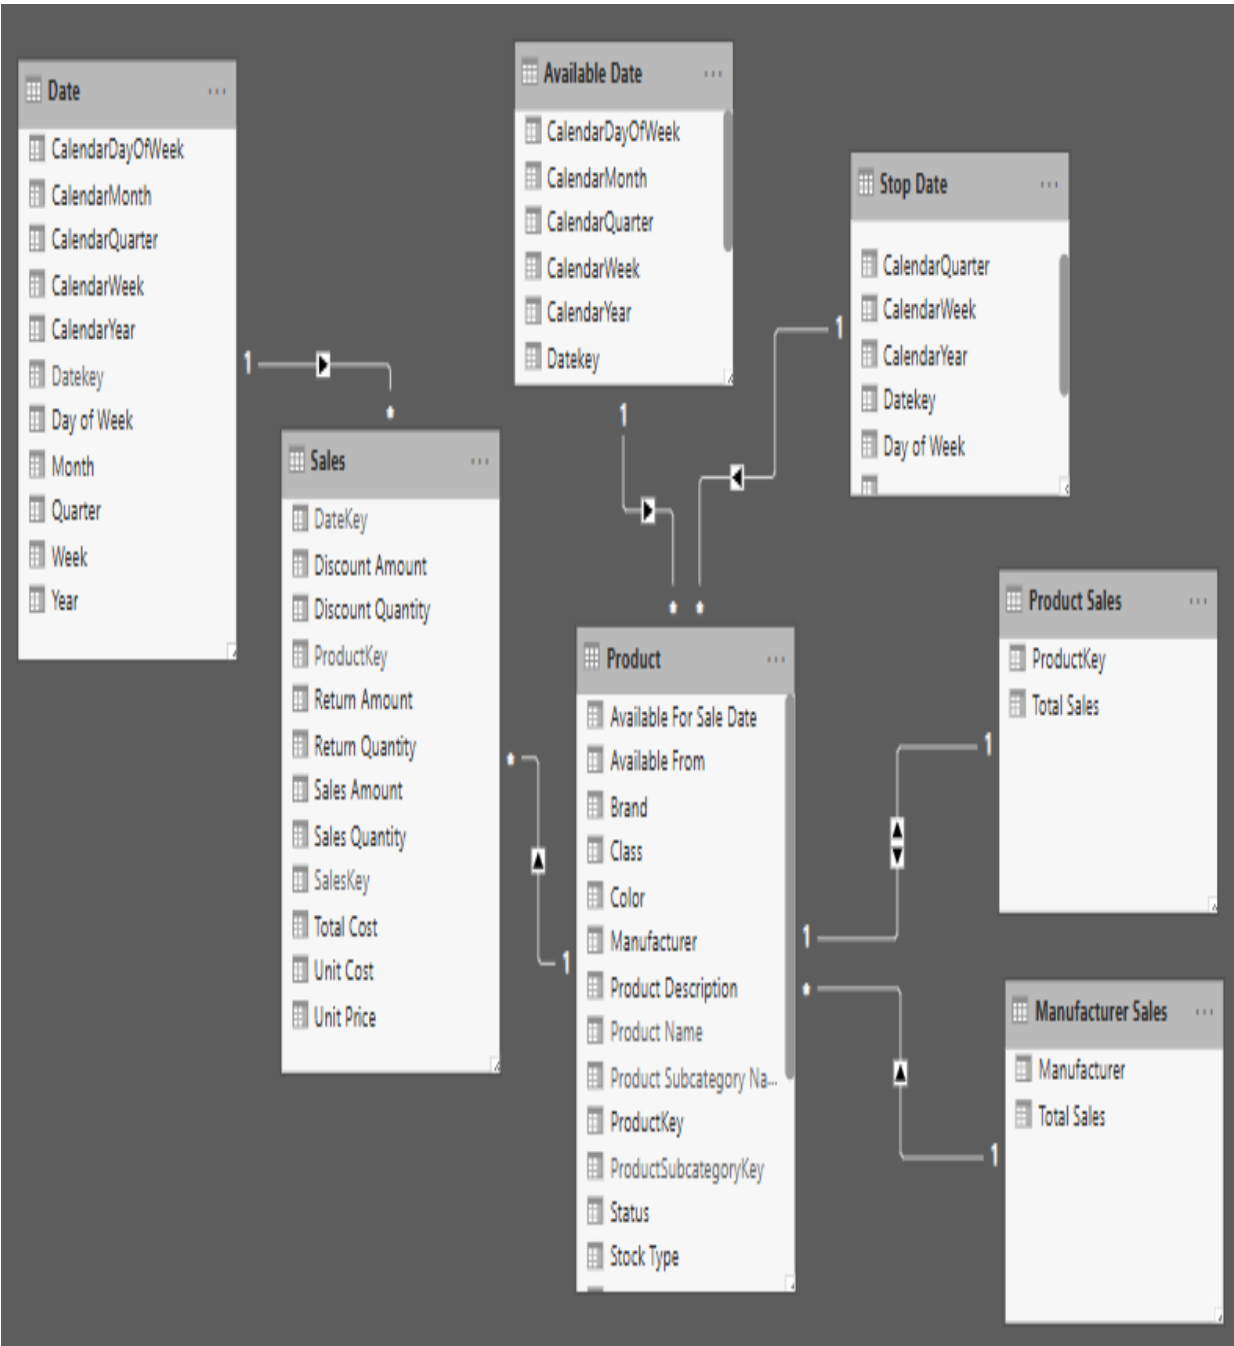 Date
CalendarDayOfWeek
CalendarMonth
CalendarQuarter
CalendarWeek
CalendarYear
Datekey
Day of Week
Month
Quarter
Week
Year
1
*
Available Date
CalendarDayOfWeek
CalendarMonth
CalendarQuarter
CalendarWeek
CalendarYear
Datekey
1
*
Stop Date
CalendarQuarter
CalendarWeek
CalendarYear
Datekey
Day of Week
1
*
Sales
DateKey
Discount Amount
Discount Quantity
ProductKey
Return Amount
Return Quantity
Sales Amount
Sales Quantity
SalesKey
Total Cost
Unit Cost
Unit Price
*
1
Product
Available For Sale Date
Available From
Brand
Class
Color
Manufacturer
Product Description
Product Name
Product Subcategory Na...
ProductKey
ProductSubcategoryKey
Status
Stock Type
1
*
Product Sales
ProductKey
Total Sales
1
Manufacturer Sales
Manufacturer
Total Sales
1